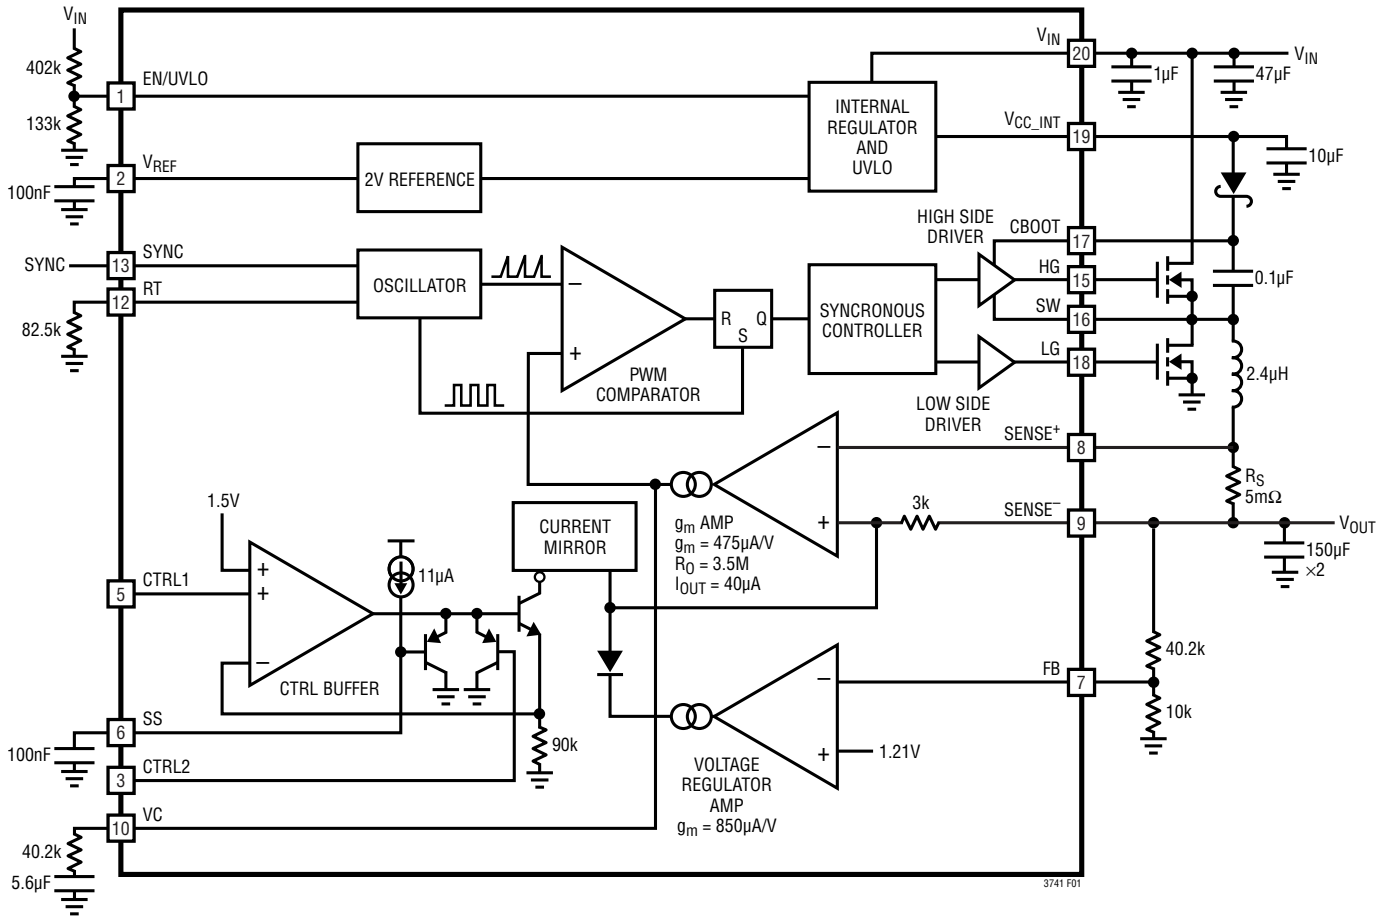 VIN
402k
133k
1
EN/UVLO
100nF
2
VREF
2V REFERENCE
INTERNAL
REGULATOR
AND
UVLO
VIN
20
VIN
1µF
47µF
VCC_INT
19
10µF
SYNC
13
SYNC
12
RT
82.5k
OSCILLATOR
PWM
COMPARATOR
−
+
R
Q
S
SYNCRONOUS
CONTROLLER
HIGH SIDE
DRIVER
LOW SIDE
DRIVER
CBOOT
17
HG
15
SW
16
LG
18
0.1µF
2.4µH
SENSE+
8
RS
5mΩ
SENSE−
9
VOUT
150µF
×2
3k
−
+
gm AMP
gm = 475µA/V
RO = 3.5M
IOUT = 40µA
CURRENT
MIRROR
1.5V
11µA
5
CTRL1
+
+
−
CTRL BUFFER
90k
−
+
1.21V
VOLTAGE
REGULATOR
AMP
gm = 850µA/V
FB
7
40.2k
10k
6
SS
100nF
3
CTRL2
10
VC
40.2k
5.6µF
3741 F01